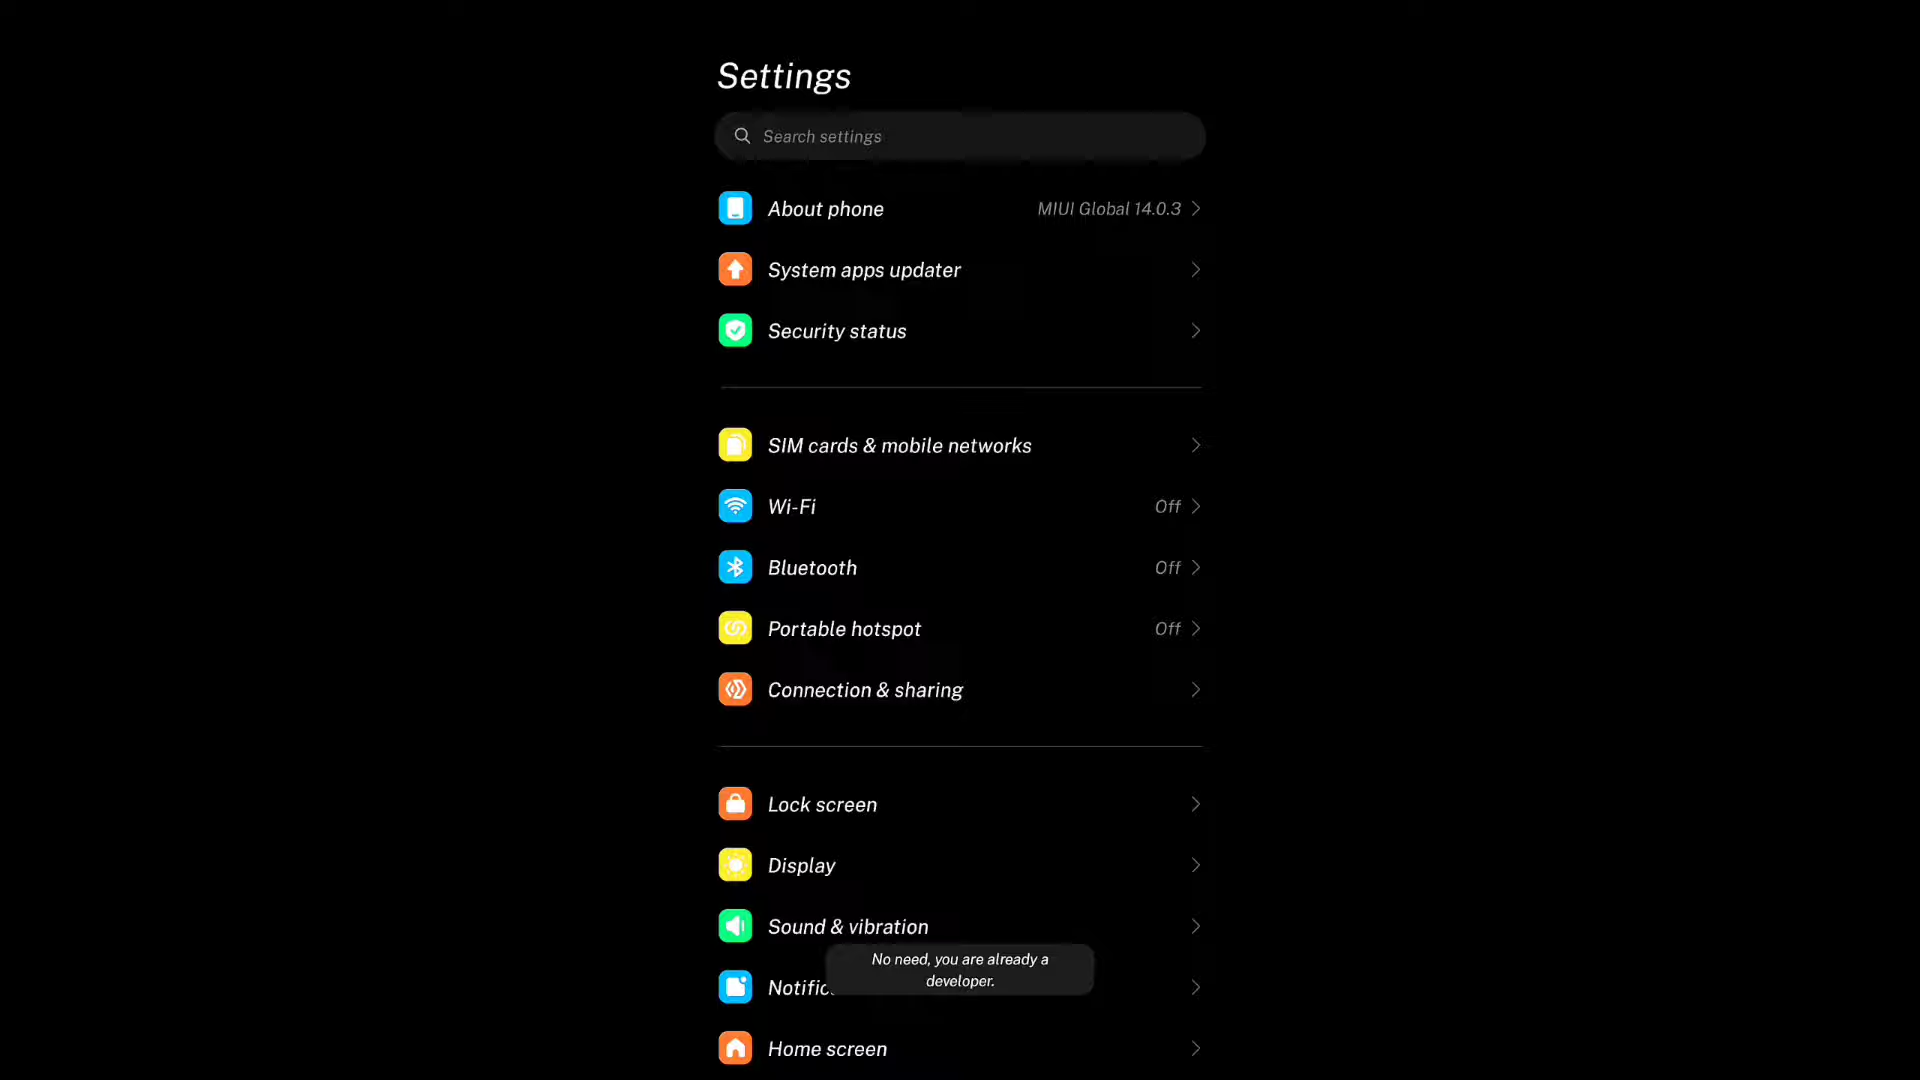 Settings
Search settings
About phone MIUI Global 14.0.3
System apps updater
Security status
SIM cards & mobile networks
Wi-Fi Off
Bluetooth Off
Portable hotspot Off
Connection & sharing
Lock screen
Display
Sound & vibration
No need, you are already a
developer.
Home screen